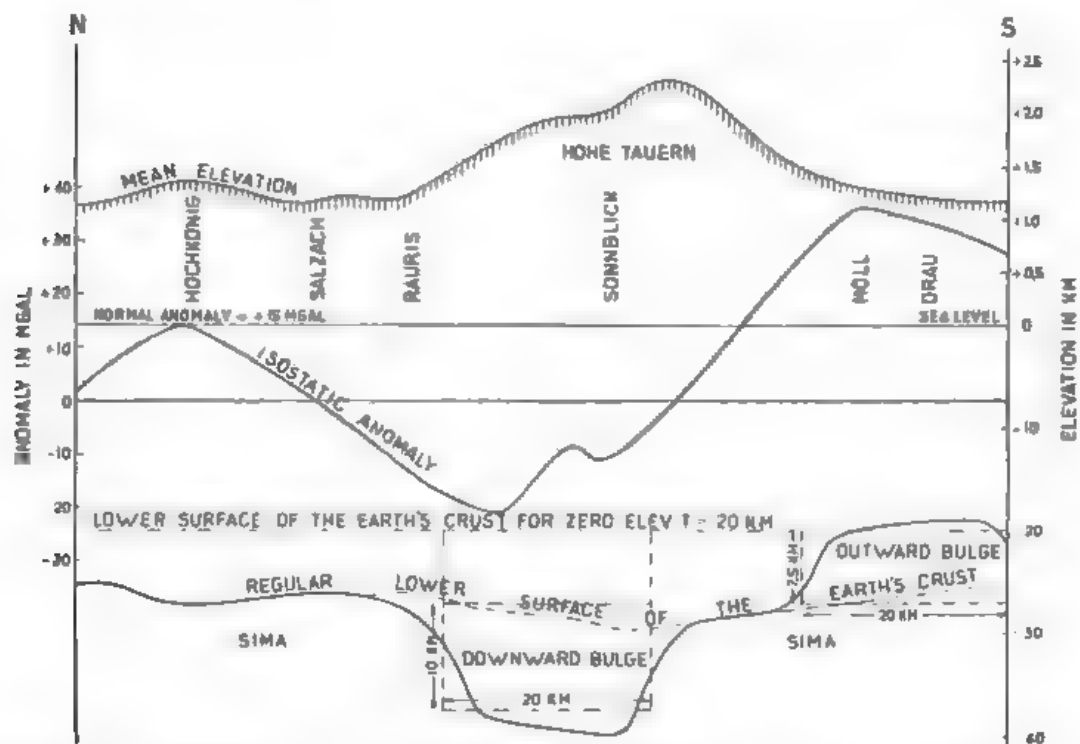 N
S
+2.5
+2.0
HOHE TAUERN
MEAN ELEVATION
+1.5
+40
HOCHKÖNIG
SALZACH
RAURIS
SONNBLICK
MÖLL
DRAU
+1.0
+30
+0.5
+20
NORMAL ANOMALY = +15 MGAL
SEA LEVEL
0
+10
ISOSTATIC ANOMALY
0
-10
-10
20
LOWER SURFACE OF THE EARTH'S CRUST FOR ZERO ELEV T = 20 KM
-30
20
ANOMALY IN MGAL
ELEVATION IN KM
7.5 KM
OUTWARD BULGE
REGULAR LOWER SURFACE OF THE EARTH'S CRUST
20 KM
SIMA
SIMA
30
10 KM
DOWNWARD BULGE
20 KM